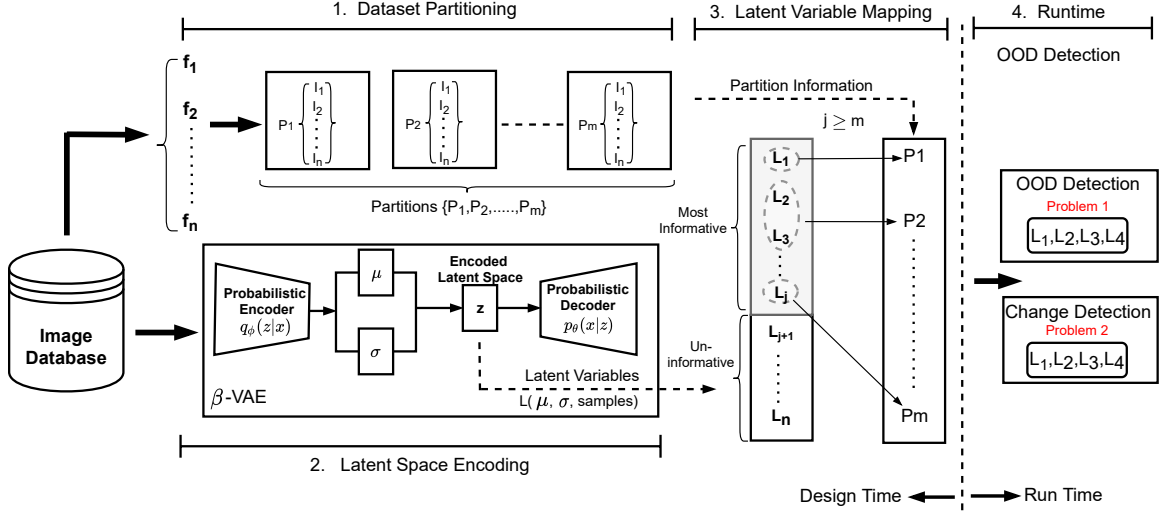 1. Dataset Partitioning
3. Latent Variable Mapping
4. Runtime
OOD Detection
f1
f2
fn
P1
I1
I2
In
P2
I1
I2
In
Pm
I1
I2
In
Partitions {P1,P2,.....,Pm}
Partition Information
j ≥ m
Image
Database
Probabilistic
Encoder
qϕ(z|x)
μ
σ
Encoded
Latent Space
z
Probabilistic
Decoder
pθ(x|z)
Latent Variables
L( μ, σ, samples)
β-VAE
2. Latent Space Encoding
Most
Informative
Un-
informative
L1
L2
L3
Lj
Lj+1
Ln
P1
P2
Pm
OOD Detection
Problem 1
L1,L2,L3,L4
Change Detection
Problem 2
L1,L2,L3,L4
Design Time
Run Time